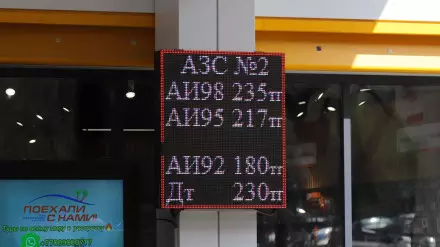 АЗС №2
АИ98 235тг
АИ95 217тг
АИ92 180тг
Дт 230тг
ПОЕХАЛИ
С НАМИ